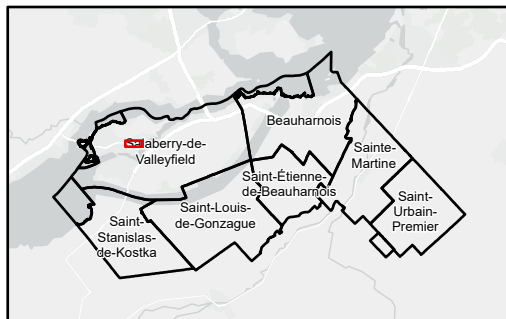 Beauharnois
Salaberry-de-
Valleyfield
Sainte-
Martine
Saint-Étienne-
de-Beauharnois
Saint-
Urbain-
Premier
Saint-Louis-
de-Gonzague
Saint-
Stanislas-
de-Kostka